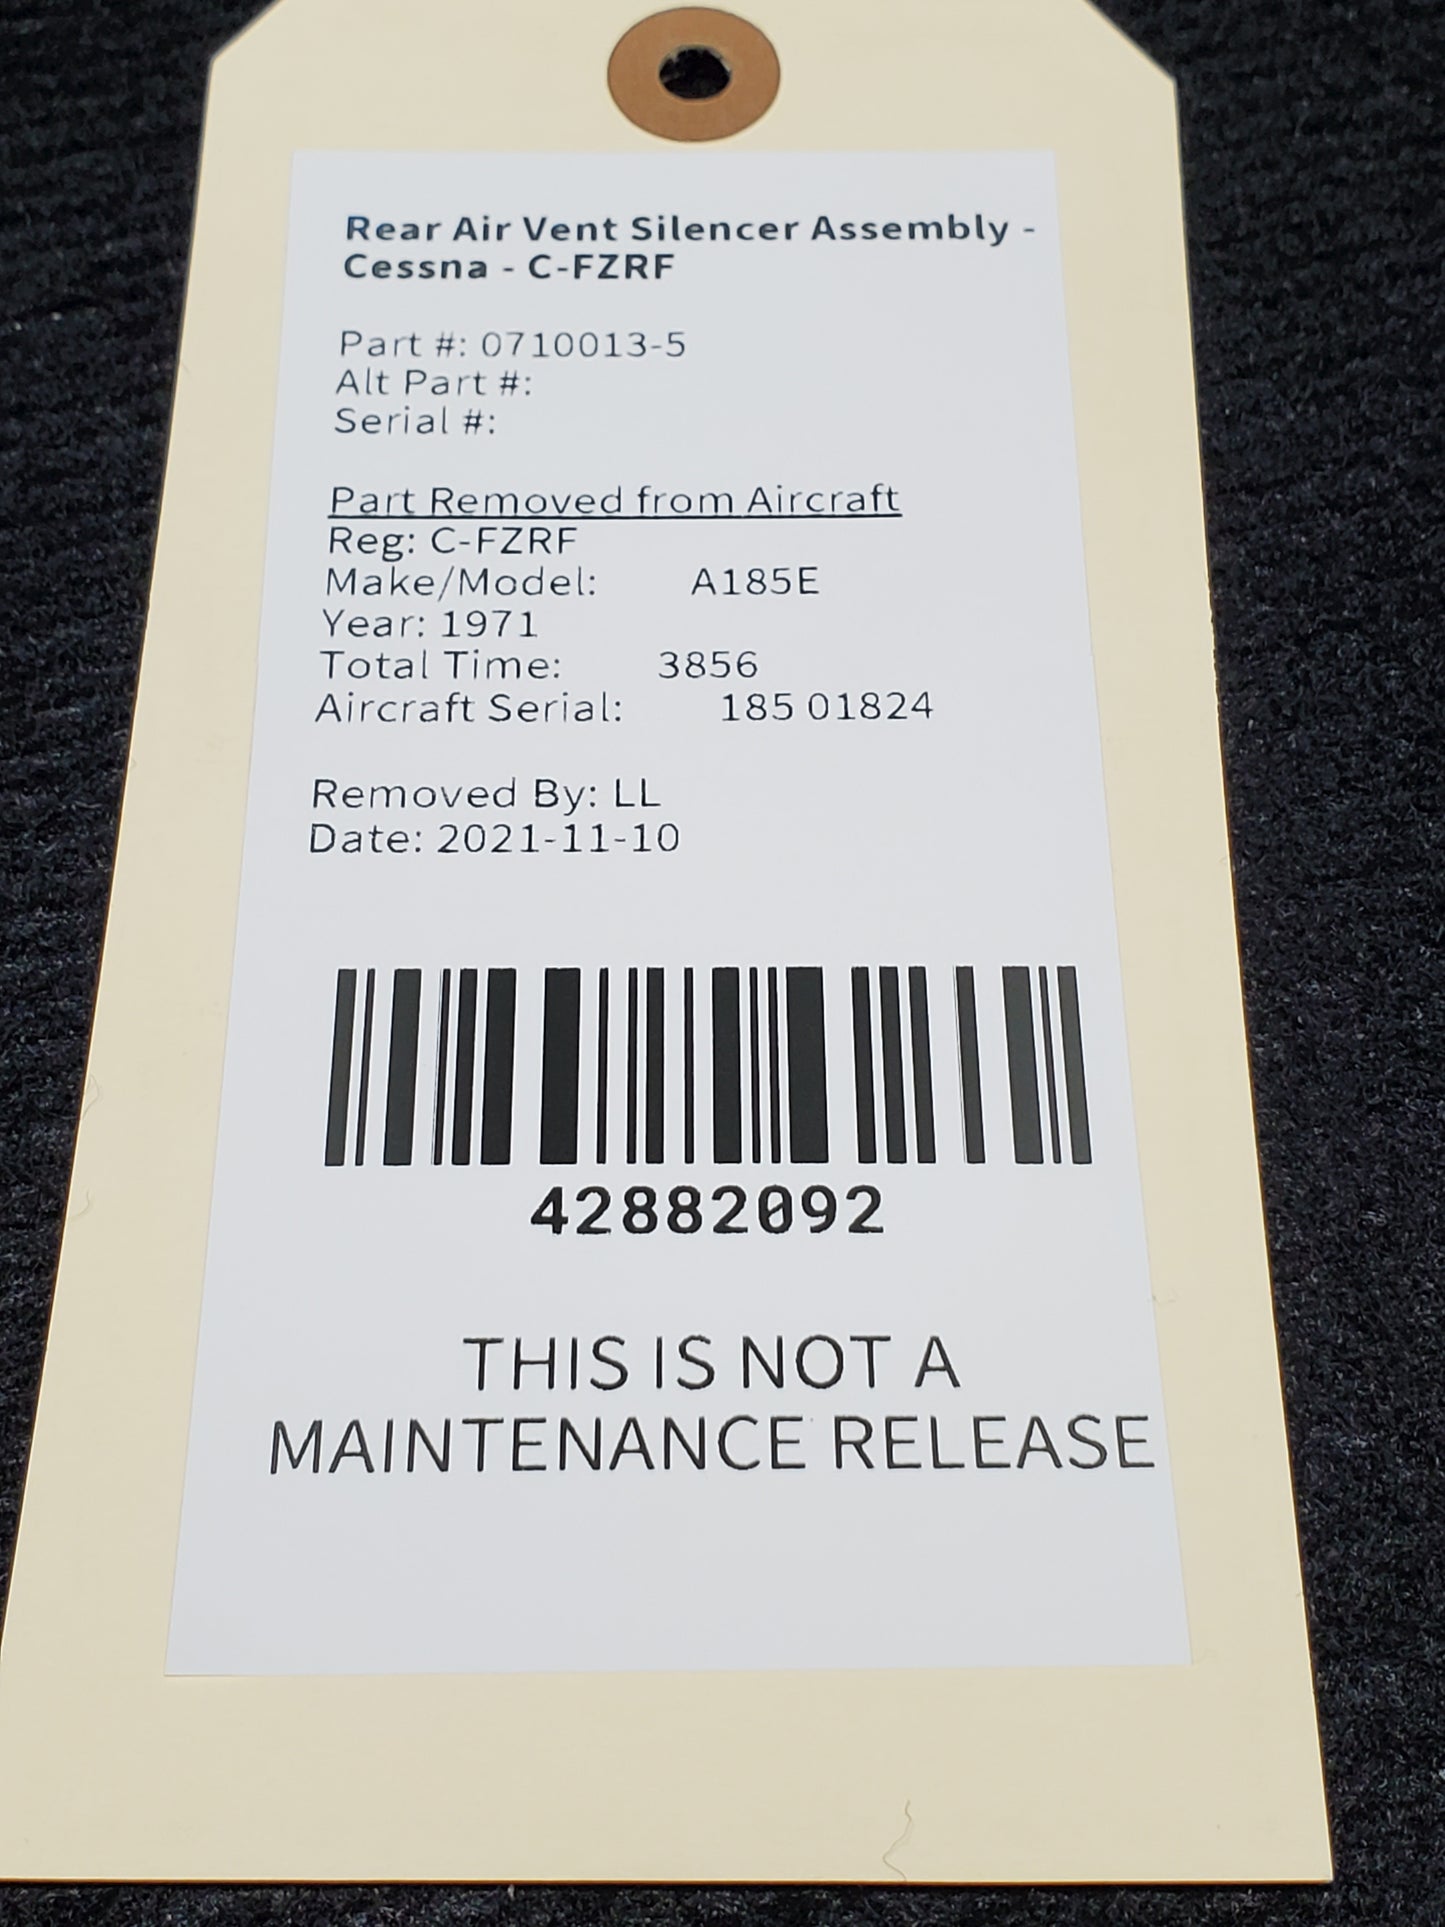 Rear Air Vent Silencer Assembly -
Cessna - C-FZRF
Part #: 0710013-5
Alt Part #:
Serial #:
Part Removed from Aircraft
Reg: C-FZRF
Make/Model: A185E
Year: 1971
Total Time: 3856
Aircraft Serial: 185 01824
Removed By: LL
Date: 2021-11-10
42882092
THIS IS NOT A
MAINTENANCE RELEASE